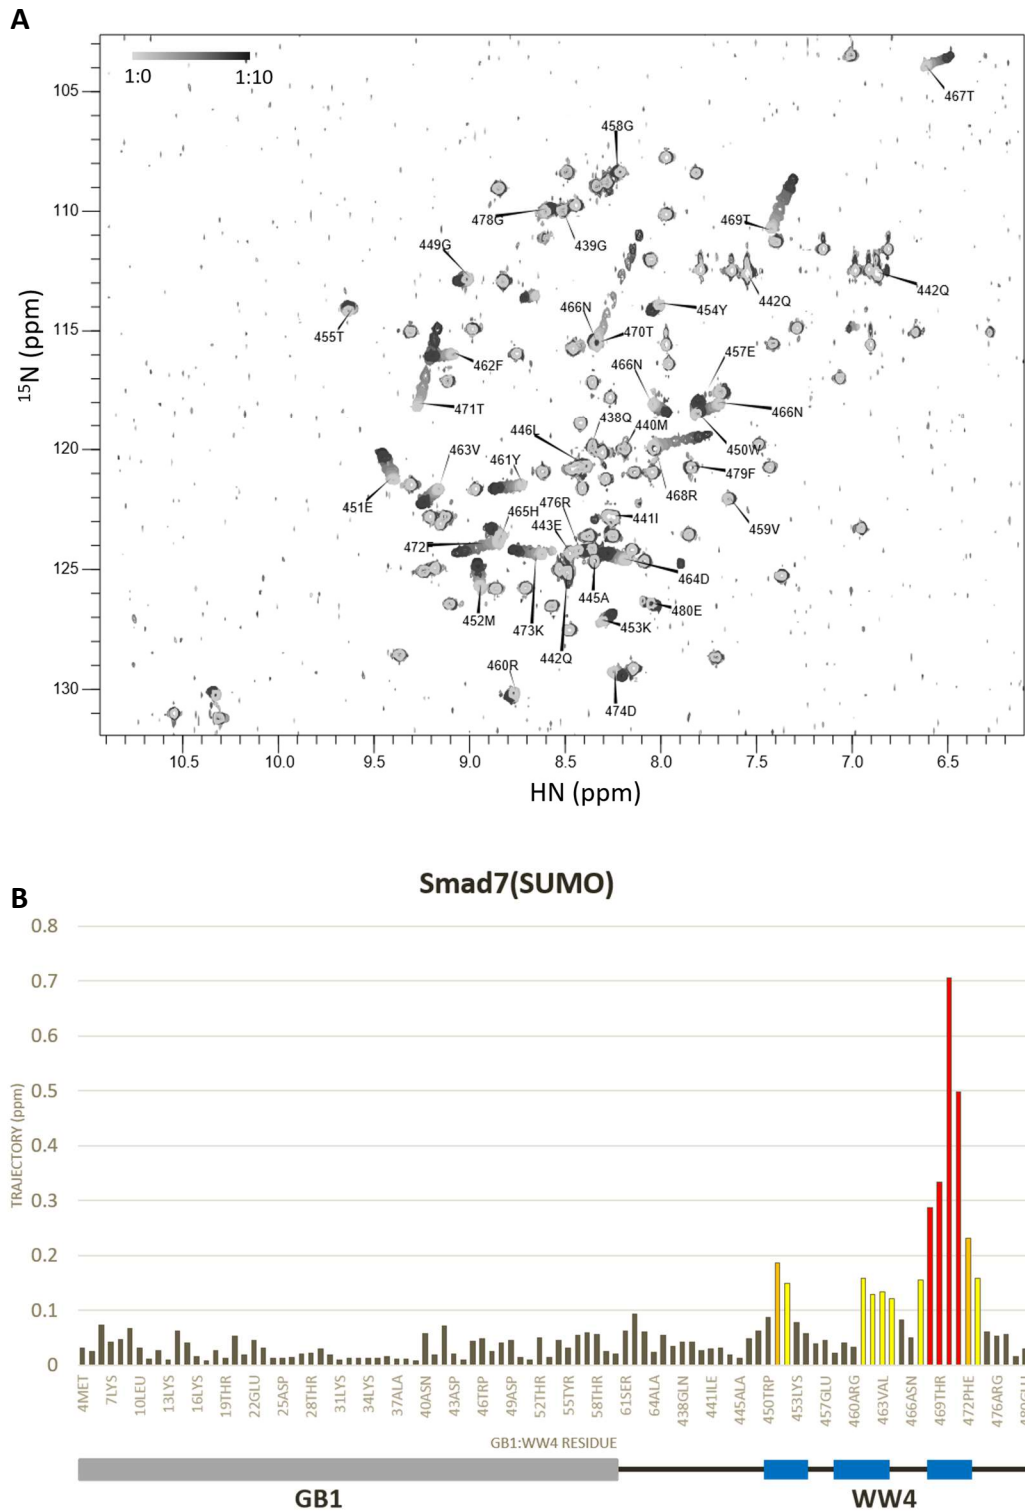 A
1:0 1:10
105
110
115
120
125
130
15N (ppm)
467T
458G
478G
439G
469T
449G
442Q
442Q
455T
466N
470T
454Y
462F
466N
457E
471T
466N
438Q
446L
440M
450W
463V
461Y
479F
451E
468R
476R
465H
443E
441I
459V
472F
464D
445A
452M
473K
480E
453K
442Q
460R
474D
10.5 10.0 9.5 9.0 8.5 8.0 7.5 7.0 6.5
HN (ppm)
B
Smad7(SUMO)
0.8
0.7
0.6
0.5
0.4
0.3
0.2
0.1
0
TRAJECTORY (ppm)
4MET 7LYS 10LEU 13LYS 16LYS 19THR 22GLU 25ASP 28THR 31LYS 34LYS 37ALA 40ASN 43ASP 46TRP 49ASP 52THR 55TYR 58THR 61SER 64ALA 438GLN 441ILE 445ALA 450TRP 453LYS 457GLU 460ARG 463VAL 466ASN 469THR 472PHE 476ARG 480GLU
GB1:WW4 RESIDUE
GB1 WW4